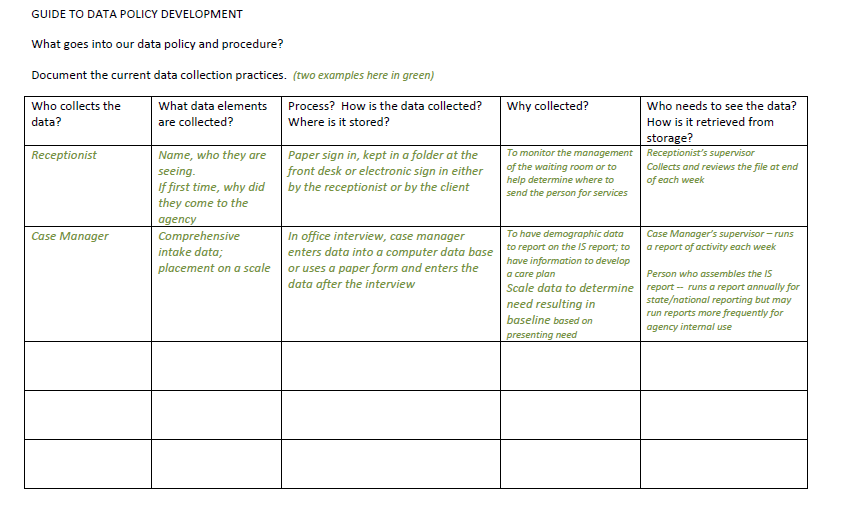 GUIDE TO DATA POLICY DEVELOPMENT
What goes into our data policy and procedure?
Document the current data collection practices. (two examples here in green)
Who collects the
data?
What data elements
are collected?
Process? How is the data collected?
Where is it stored?
Why collected?
Who needs to see the data?
How is it retrieved from
storage?
Receptionist
Name, who they are
seeing.
If first time, why did
they come to the
agency
Paper sign in, kept in a folder at the
front desk or electronic sign in either
by the receptionist or by the client
To monitor the management
of the waiting room or to
help determine where to
send the person for services
Receptionist's supervisor
Collects and reviews the file at end
of each week
Case Manager
Comprehensive
intake data;
placement on a scale
In office interview, case manager
enters data into a computer data base
or uses a paper form and enters the
data after the interview
To have demographic data
to report on the IS report; to
have information to develop
a care plan
Scale data to determine
need resulting in
baseline based on
presenting need
Case Manager's supervisor – runs
a report of activity each week
Person who assembles the IS
report -- runs a report annually for
state/national reporting but may
run reports more frequently for
agency internal use